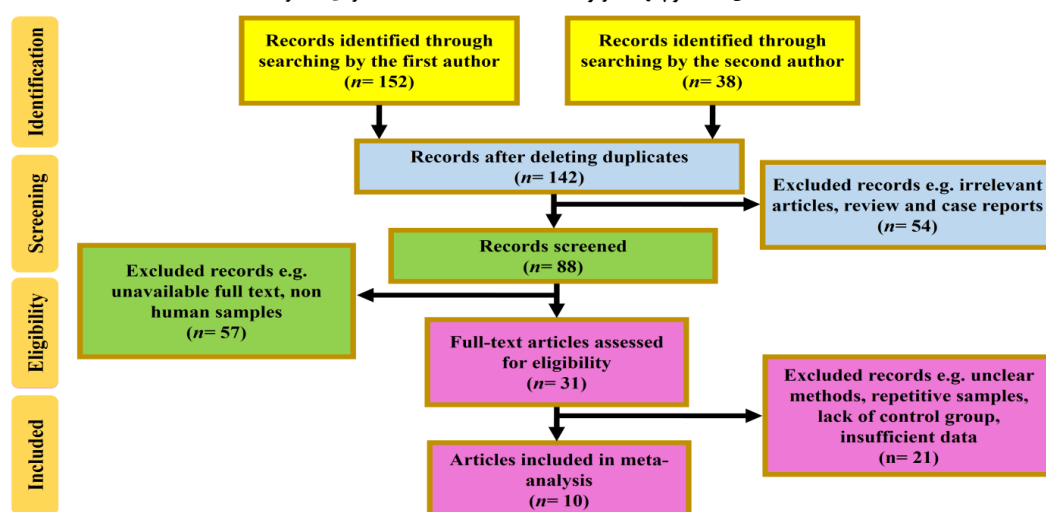 Identification
Records identified through
searching by the first author
(n= 152)
Records identified through
searching by the second author
(n= 38)
Screening
Records after deleting duplicates
(n= 142)
Excluded records e.g. irrelevant
articles, review and case reports
(n= 54)
Records screened
(n= 88)
Eligibility
Excluded records e.g.
unavailable full text, non
human samples
(n= 57)
Full-text articles assessed
for eligibility
(n= 31)
Excluded records e.g. unclear
methods, repetitive samples,
lack of control group,
insufficient data
(n= 21)
Included
Articles included in meta-
analysis
(n= 10)